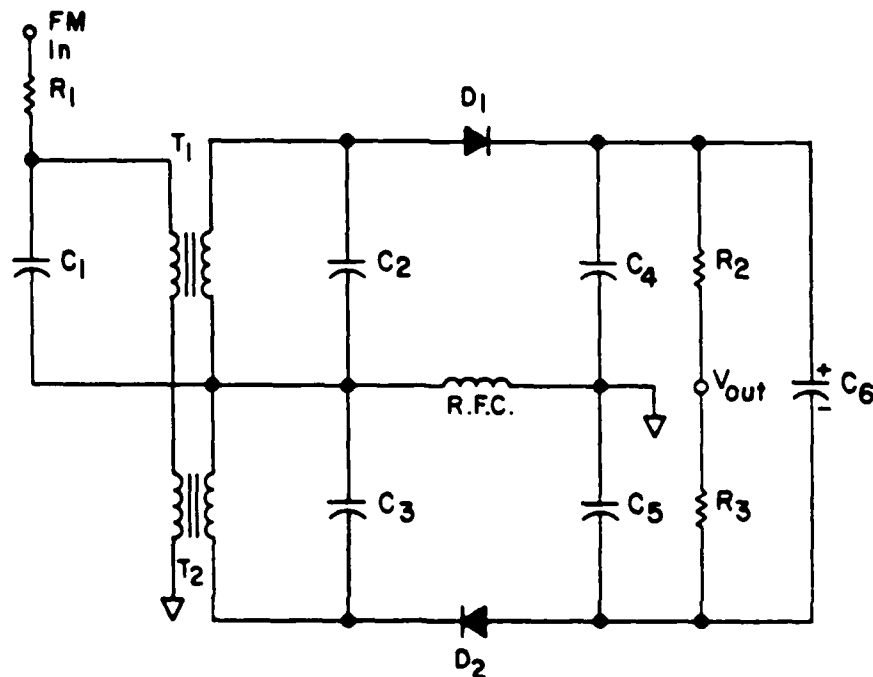 FM
In
R1
D1
T1
C1
C2
C4
R2
+
Vout
-
C6
R.F.C.
C3
C5
R3
T2
D2